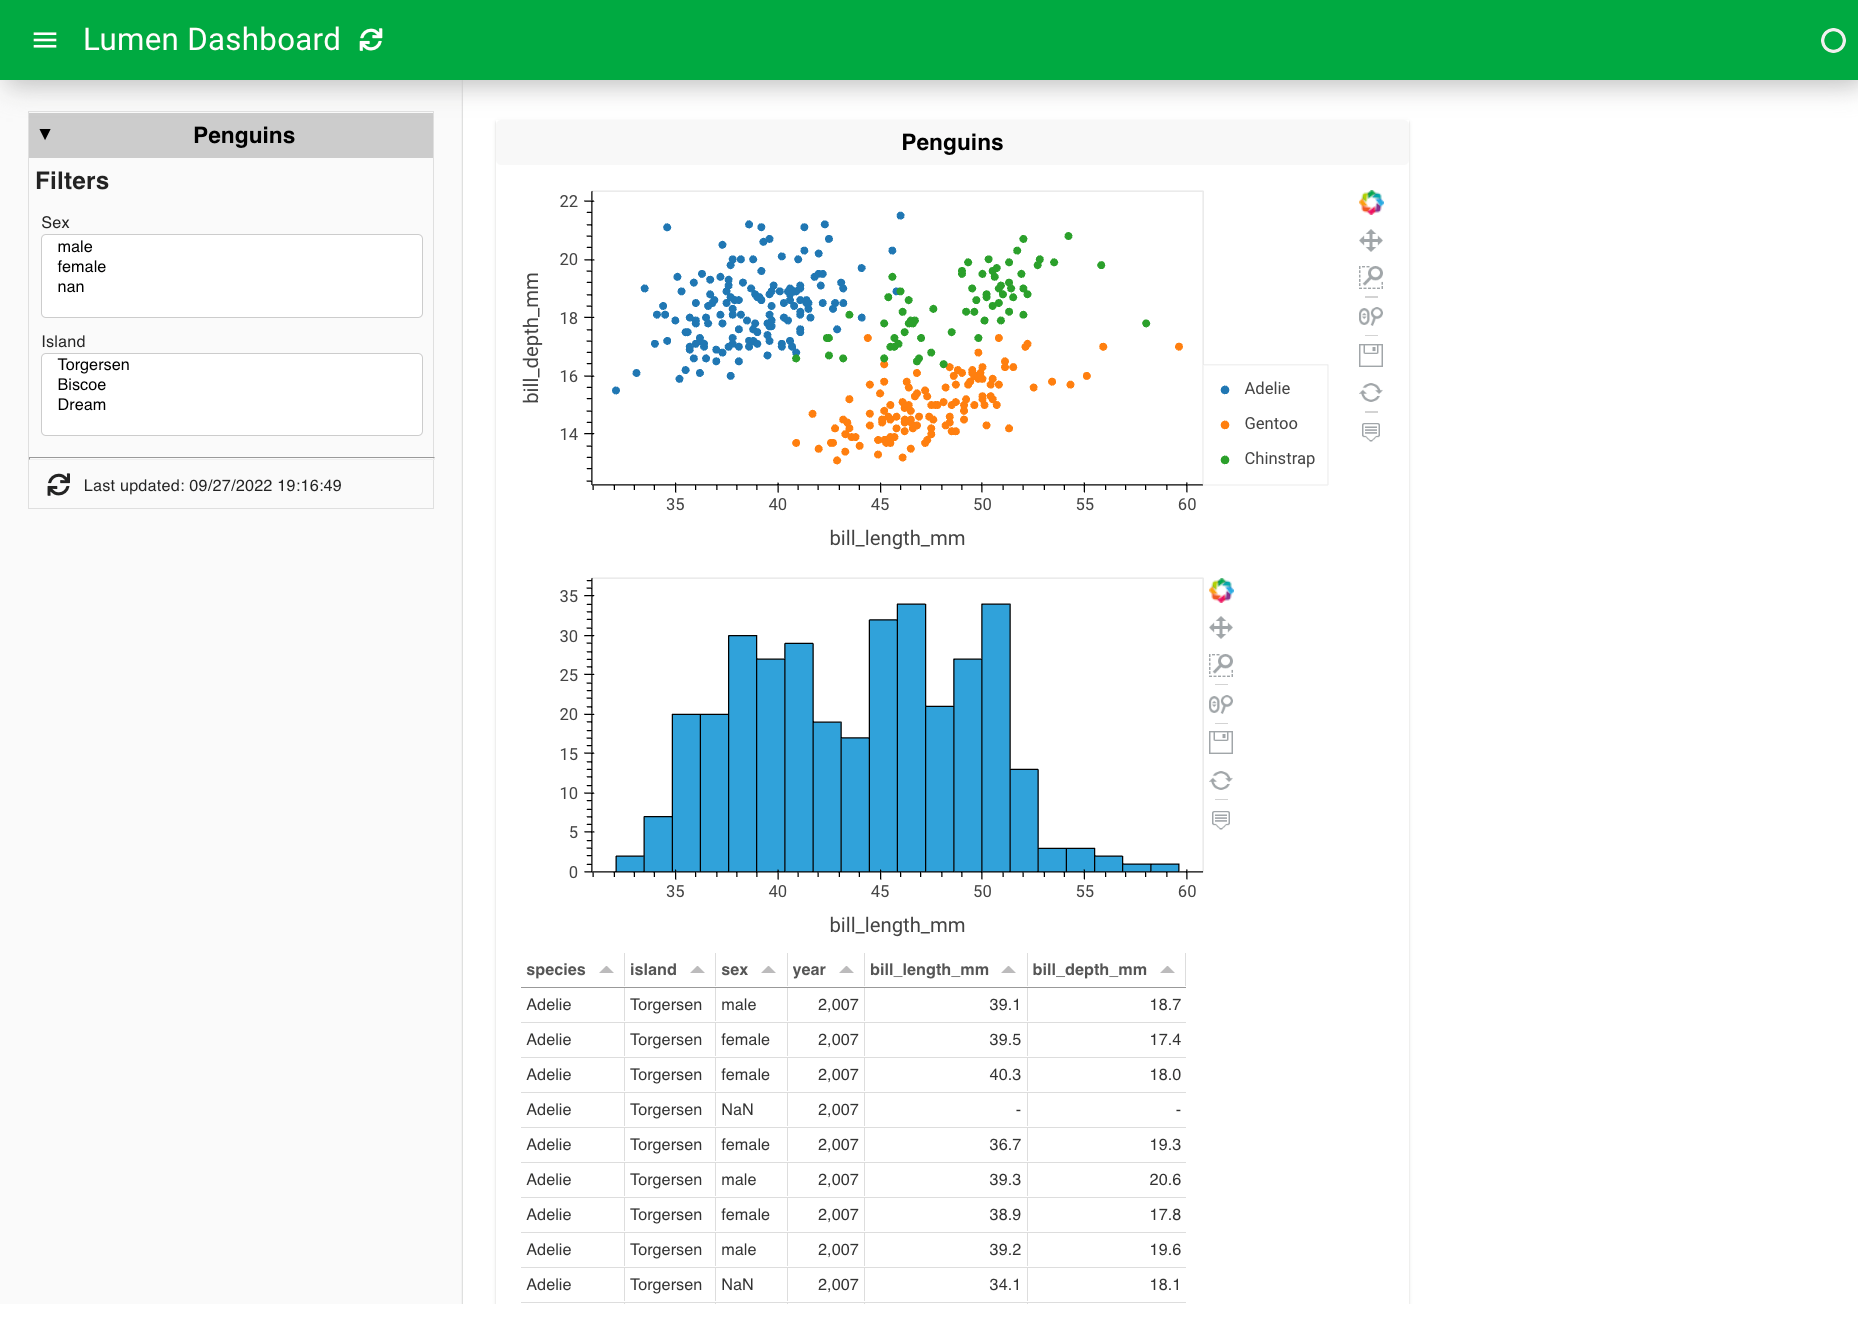 Lumen Dashboard
Penguins
Filters
Sex
male
female
nan
Island
Torgersen
Biscoe
Dream
Last updated: 09/27/2022 19:16:49
Penguins
22
20
18
16
14
bill_depth_mm
35 40 45 50 55 60
bill_length_mm
Adelie
Gentoo
Chinstrap
35
30
25
20
15
10
5
0
35 40 45 50 55 60
bill_length_mm
species island sex year bill_length_mm bill_depth_mm
Adelie Torgersen male 2,007 39.1 18.7
Adelie Torgersen female 2,007 39.5 17.4
Adelie Torgersen female 2,007 40.3 18.0
Adelie Torgersen NaN 2,007 - -
Adelie Torgersen female 2,007 36.7 19.3
Adelie Torgersen male 2,007 39.3 20.6
Adelie Torgersen female 2,007 38.9 17.8
Adelie Torgersen male 2,007 39.2 19.6
Adelie Torgersen NaN 2,007 34.1 18.1